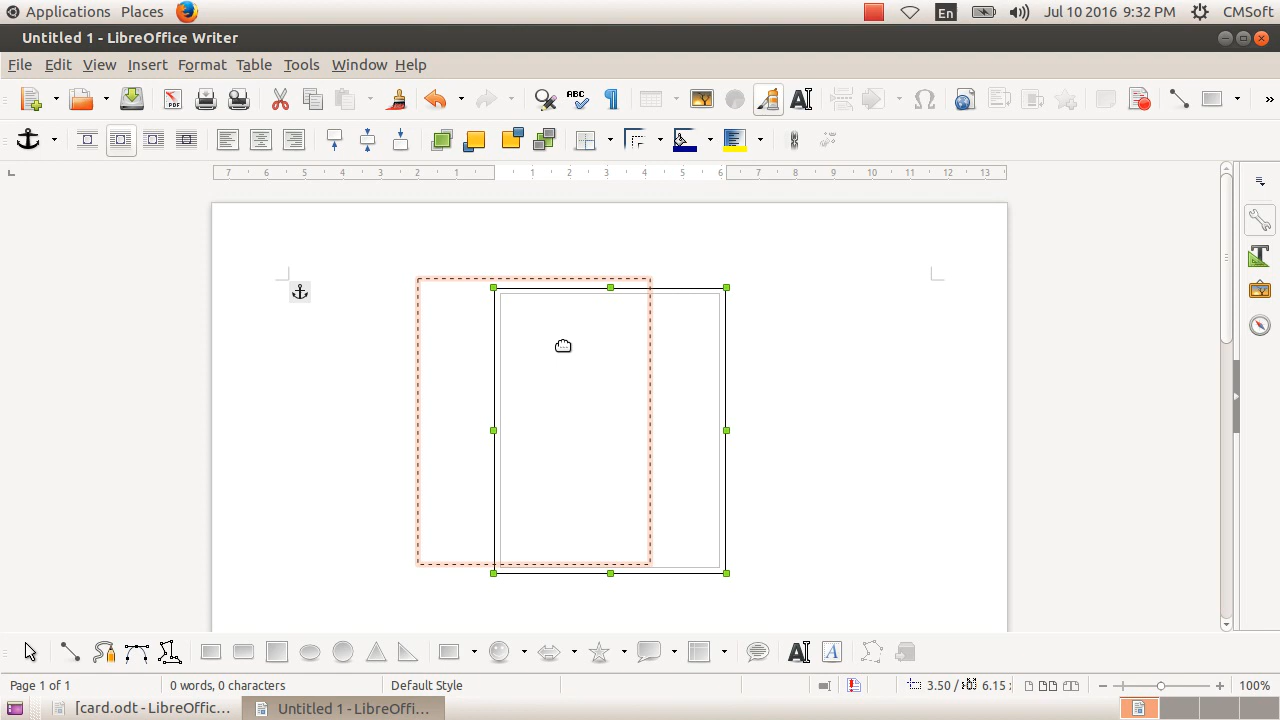 Applications Places En Jul 10 2016 9:32 PM CMSoft
Untitled 1 - LibreOffice Writer
File Edit View Insert Format Table Tools Window Help
7 6 5 4 3 2 1 1 2 3 4 5 6 7 8 9 10 11 12 13
Page 1 of 1 0 words, 0 characters Default Style 3.50 / 6.15 : 100%
[card.odt - LibreOffic... Untitled 1 - LibreOffi...